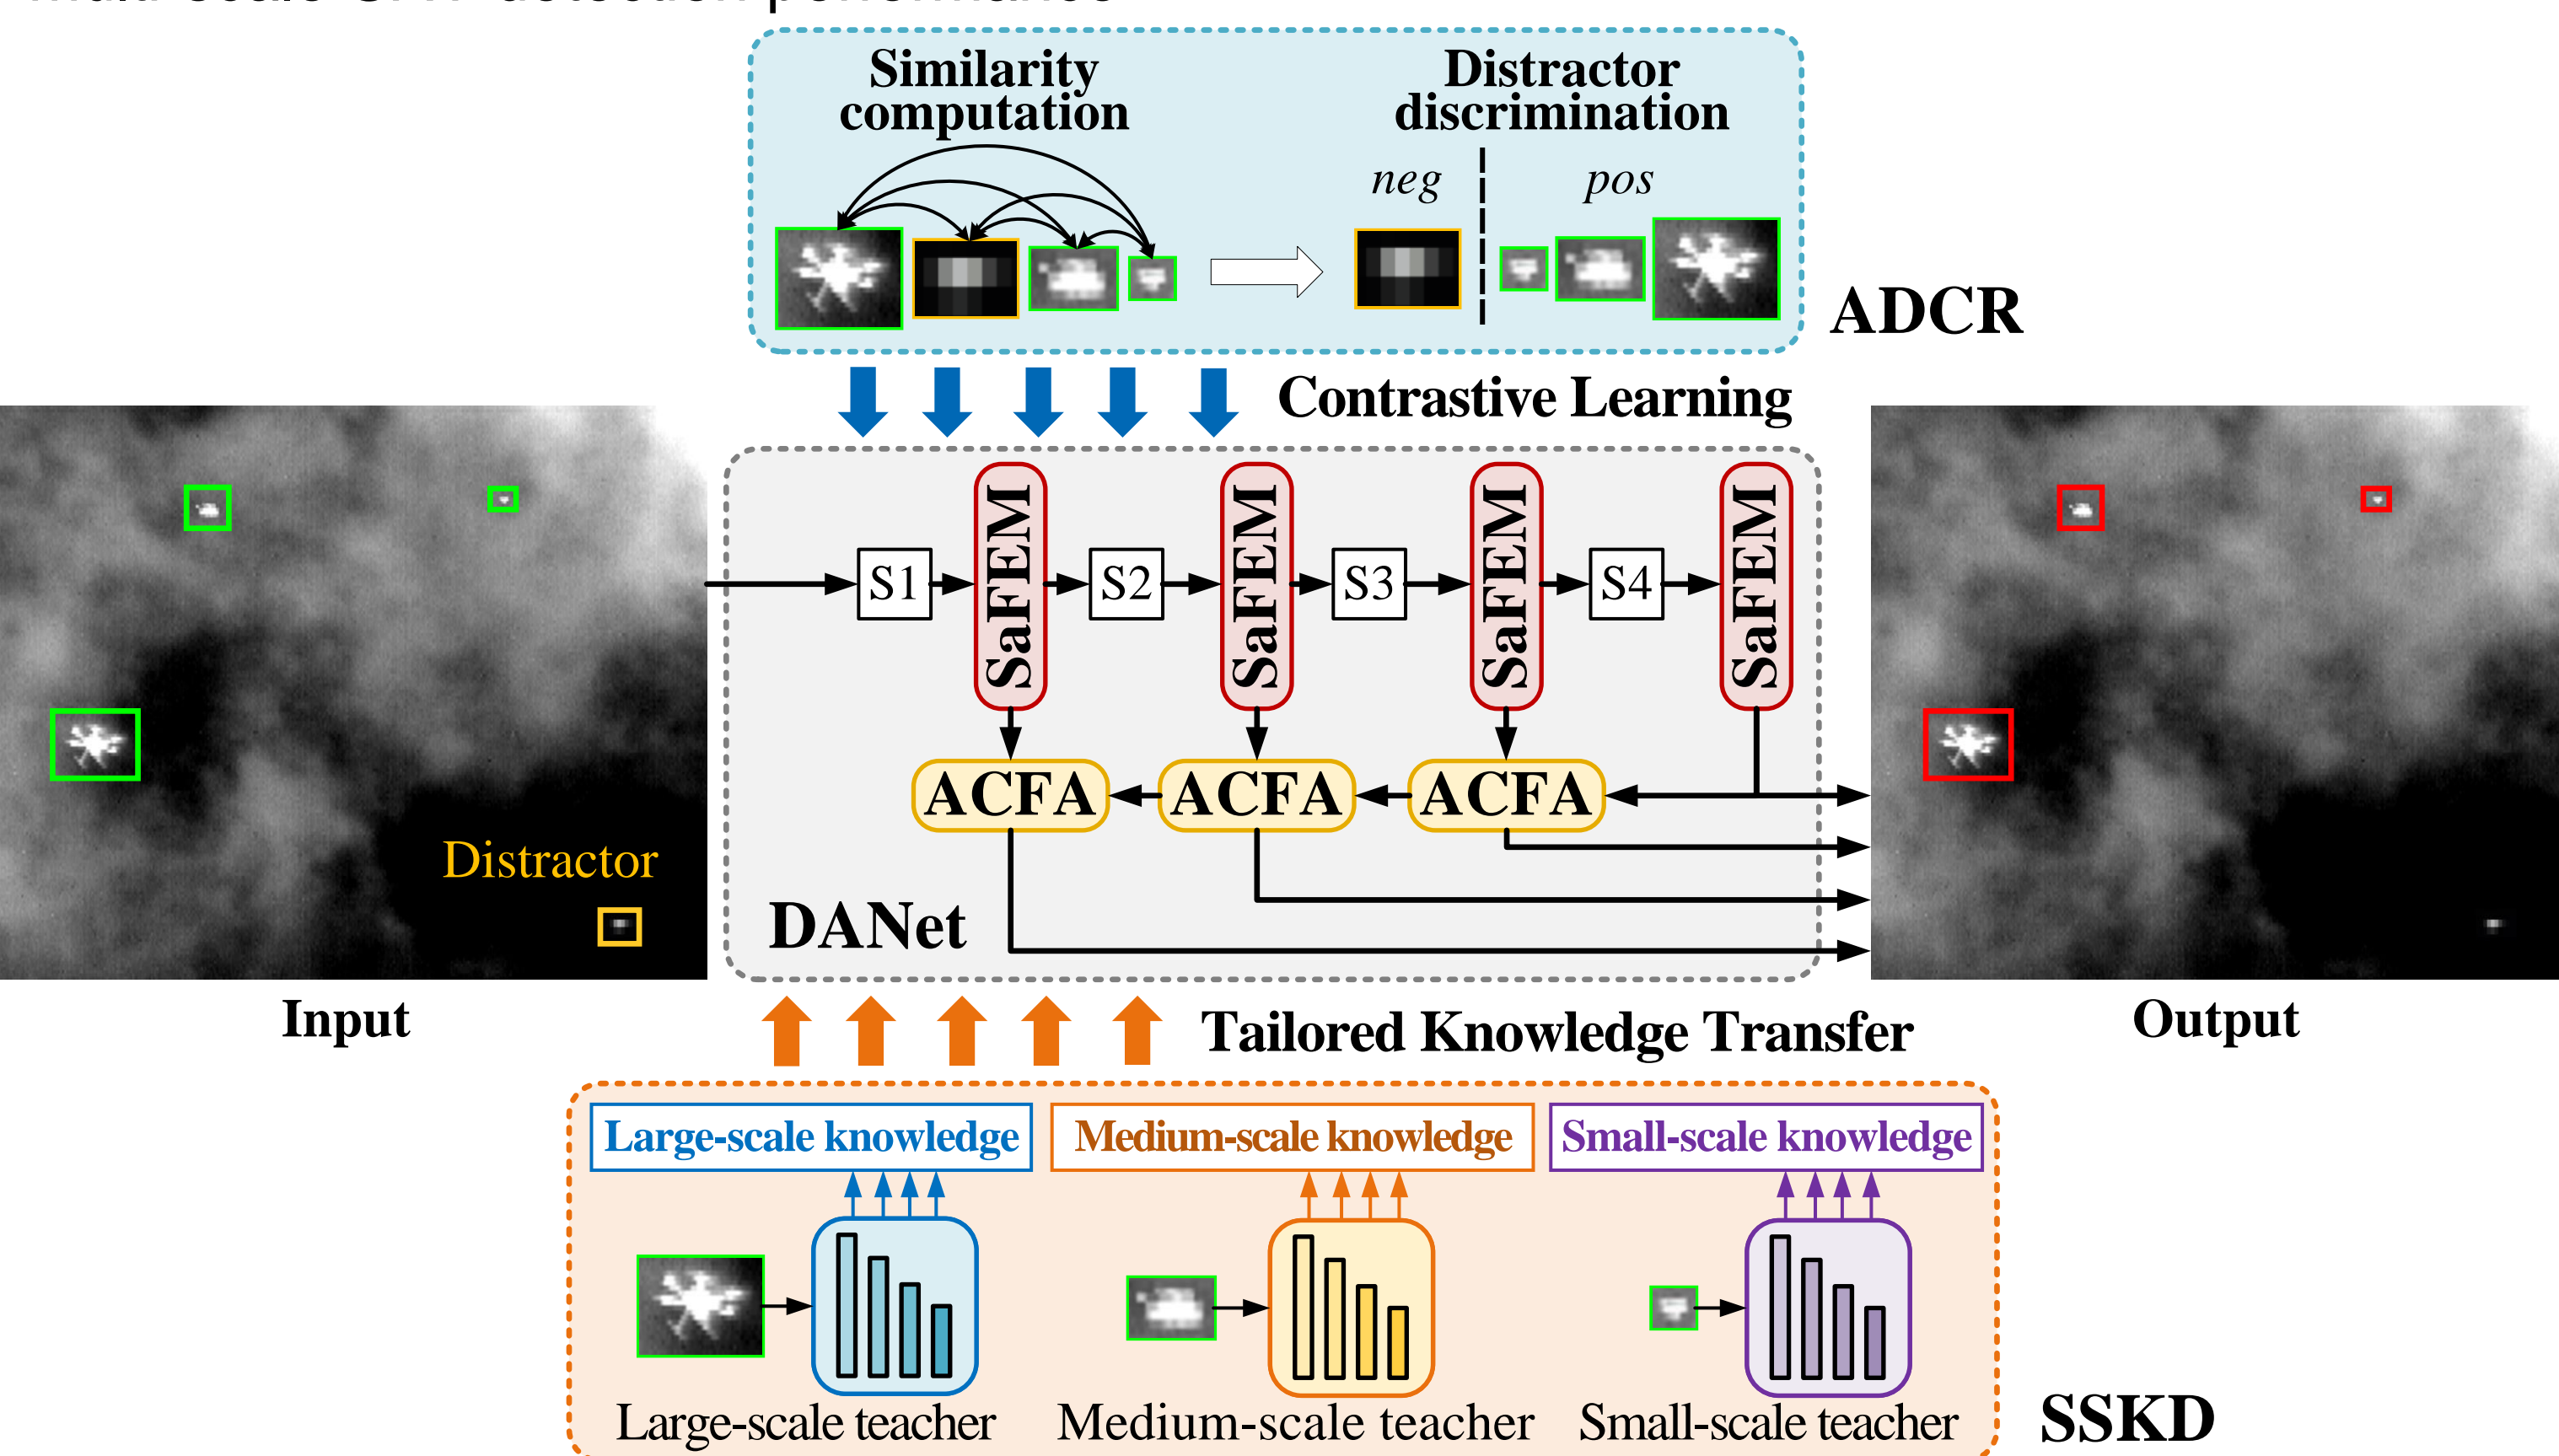 Similarity
computation
Distractor
discrimination
neg
pos
ADCR
Contrastive Learning
S1
SaFEM
S2
SaFEM
S3
SaFEM
S4
SaFEM
ACFA
ACFA
ACFA
Distractor
DANet
Input
Output
Tailored Knowledge Transfer
Large-scale knowledge
Medium-scale knowledge
Small-scale knowledge
Large-scale teacher
Medium-scale teacher
Small-scale teacher
SSKD